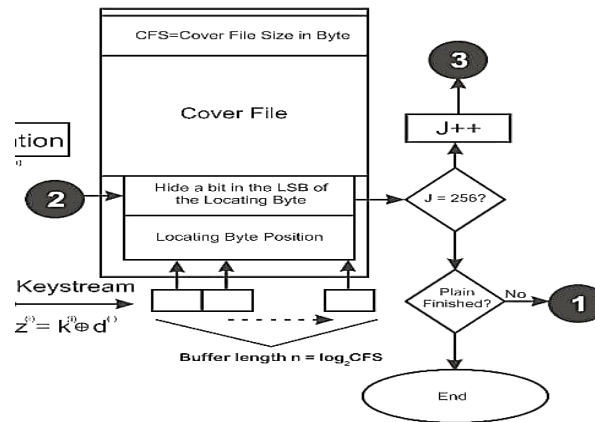 CFS=Cover File Size in Byte
Cover File
3
J++
ation
2
Hide a bit in the LSB of
the Locating Byte
J = 256?
Locating Byte Position
Keystream
z⁽ⁱ⁾= k⁽ⁱ⁾⊕ d⁽ⁱ⁾
Plain
Finished?
No
1
Buffer length n = log₂CFS
End